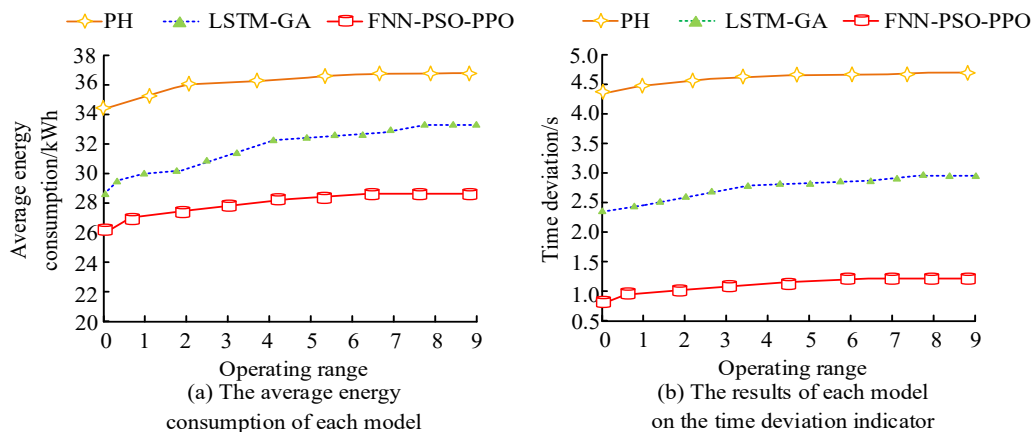 PH LSTM-GA FNN-PSO-PPO
Average energy
consumption/kWh
38
36
34
32
30
28
26
24
22
20
0 1 2 3 4 5 6 7 8 9
Operating range
(a) The average energy
consumption of each model
PH LSTM-GA FNN-PSO-PPO
Time deviation/s
5.0
4.5
4.0
3.5
3.0
2.5
2.0
1.5
1.0
0.5
0 1 2 3 4 5 6 7 8 9
Operating range
(b) The results of each model
on the time deviation indicator